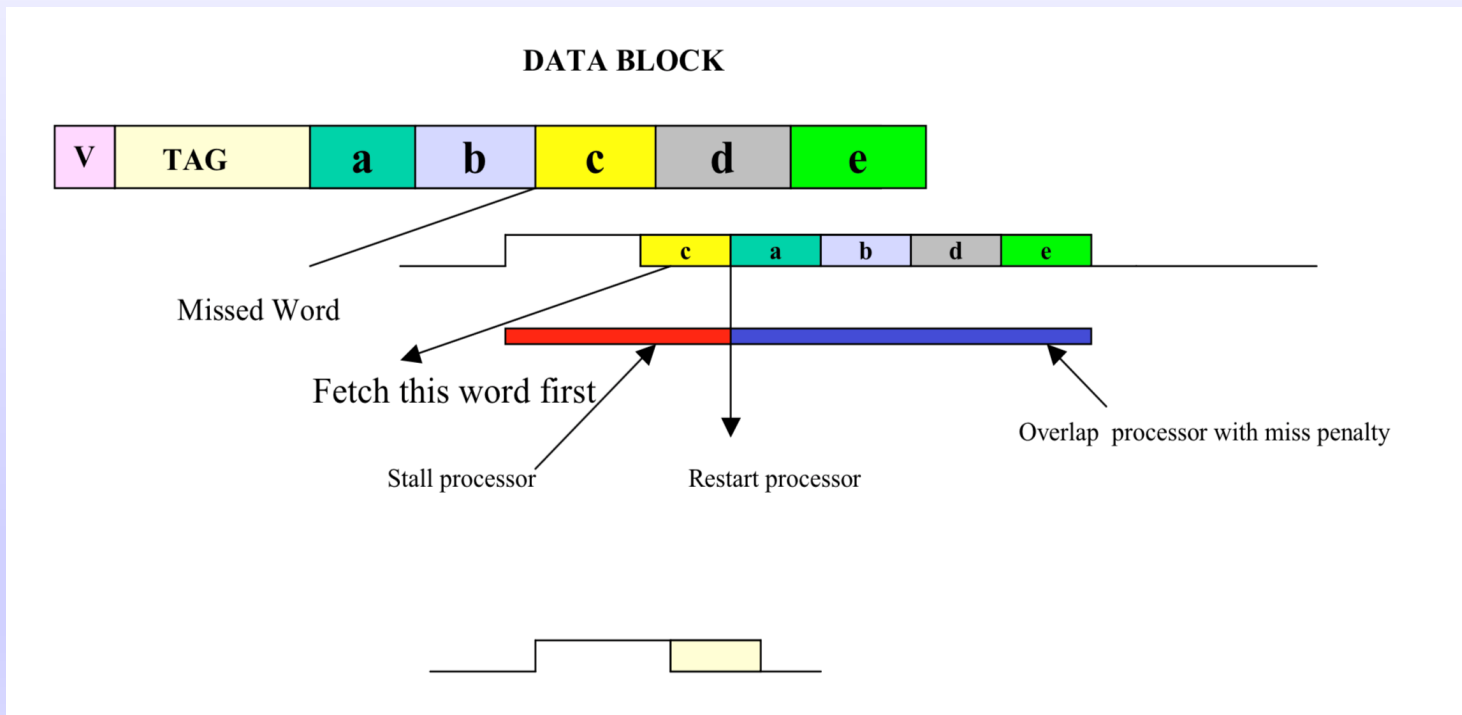 DATA BLOCK
V TAG a b c d e
c a b d e
Missed Word
Fetch this word first
Overlap processor with miss penalty
Stall processor
Restart processor